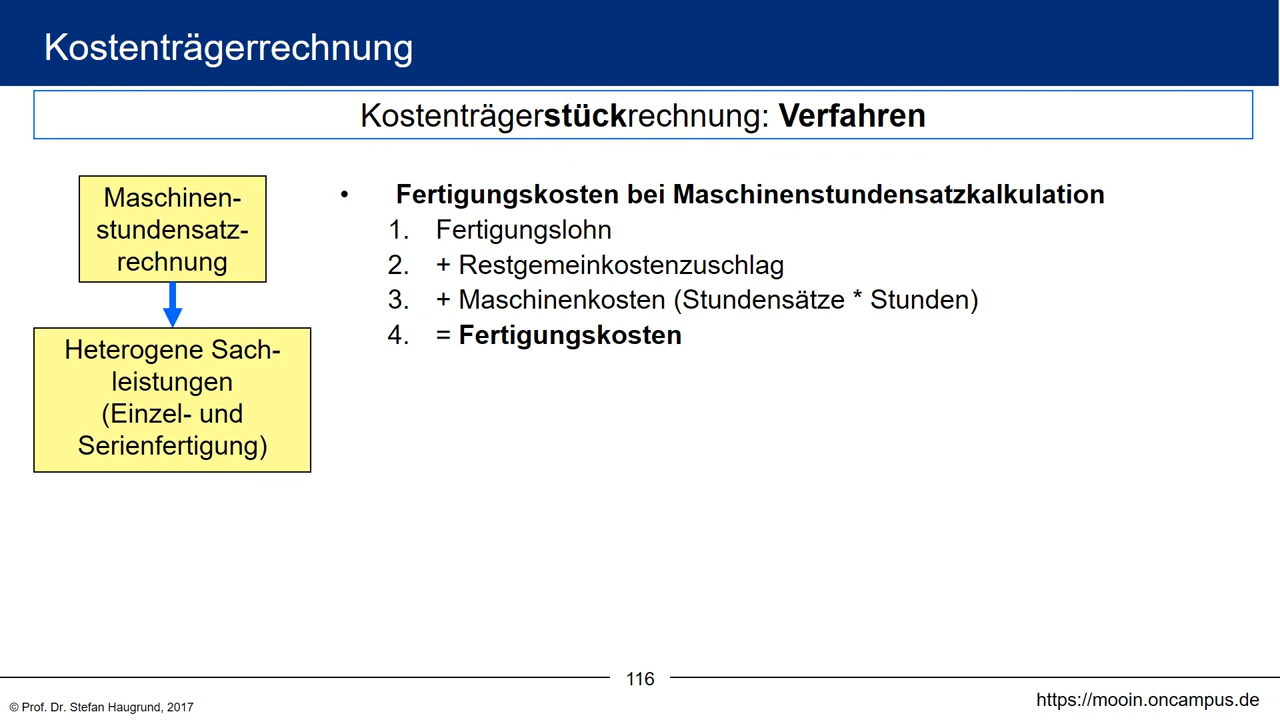 Kostenträgerrechnung
Kostenträgerstückrechnung: Verfahren
Maschinen-
stundensatz-
rechnung
Heterogene Sach-
leistungen
(Einzel- und
Serienfertigung)
• Fertigungskosten bei Maschinenstundensatzkalkulation
1. Fertigungslohn
2. + Restgemeinkostenzuschlag
3. + Maschinenkosten (Stundensätze * Stunden)
4. = Fertigungskosten
116
© Prof. Dr. Stefan Haugrund, 2017
https://mooin.oncampus.de